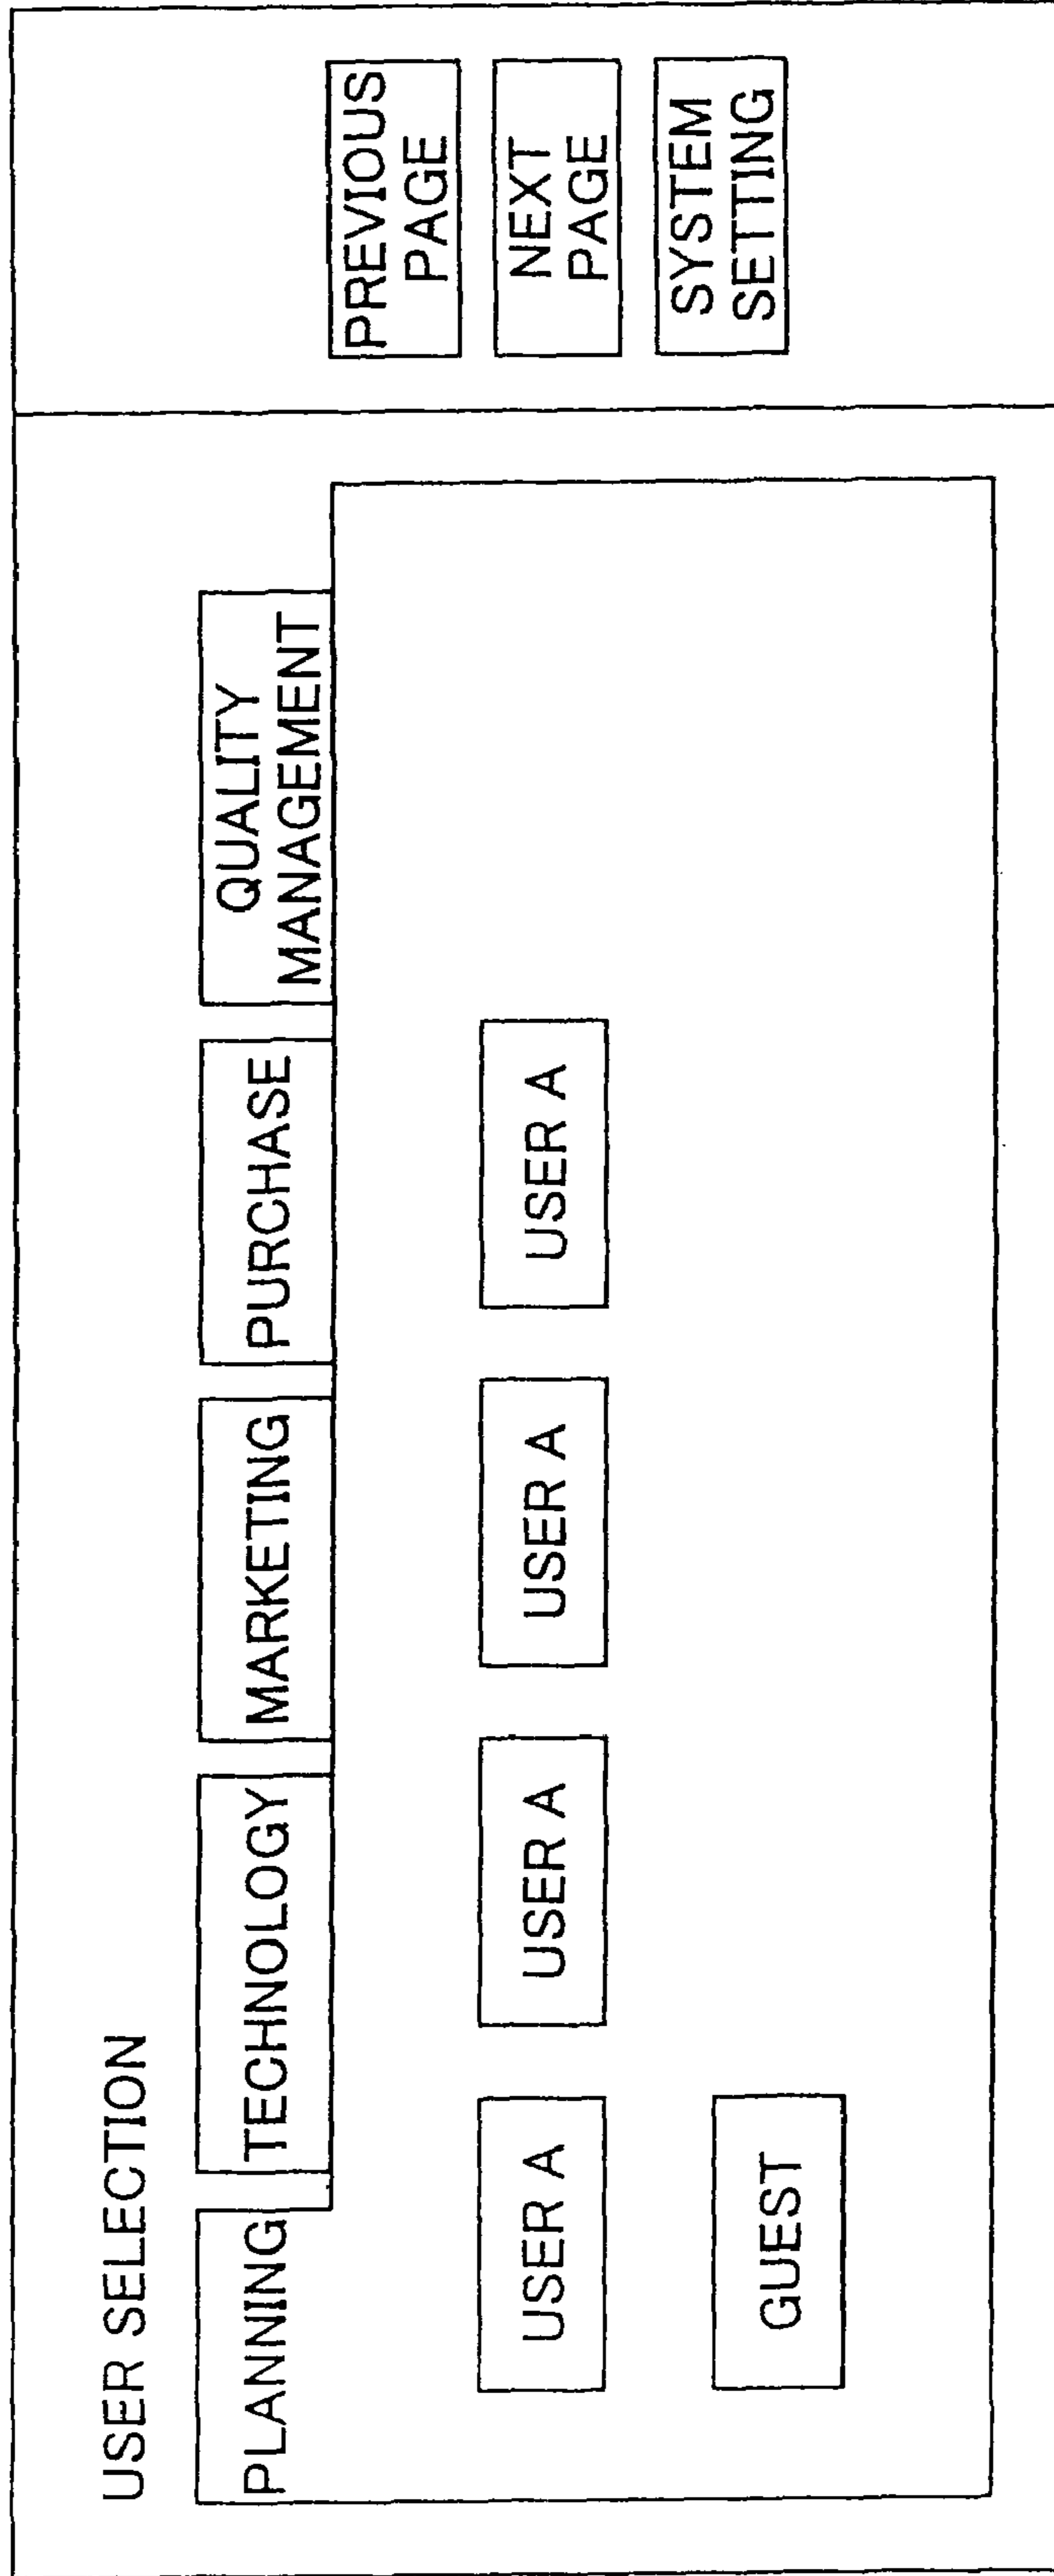 USER SELECTION
PLANNING
TECHNOLOGY
MARKETING
PURCHASE
QUALITY
MANAGEMENT
USER A
USER A
USER A
USER A
GUEST
PREVIOUS
PAGE
NEXT
PAGE
SYSTEM
SETTING